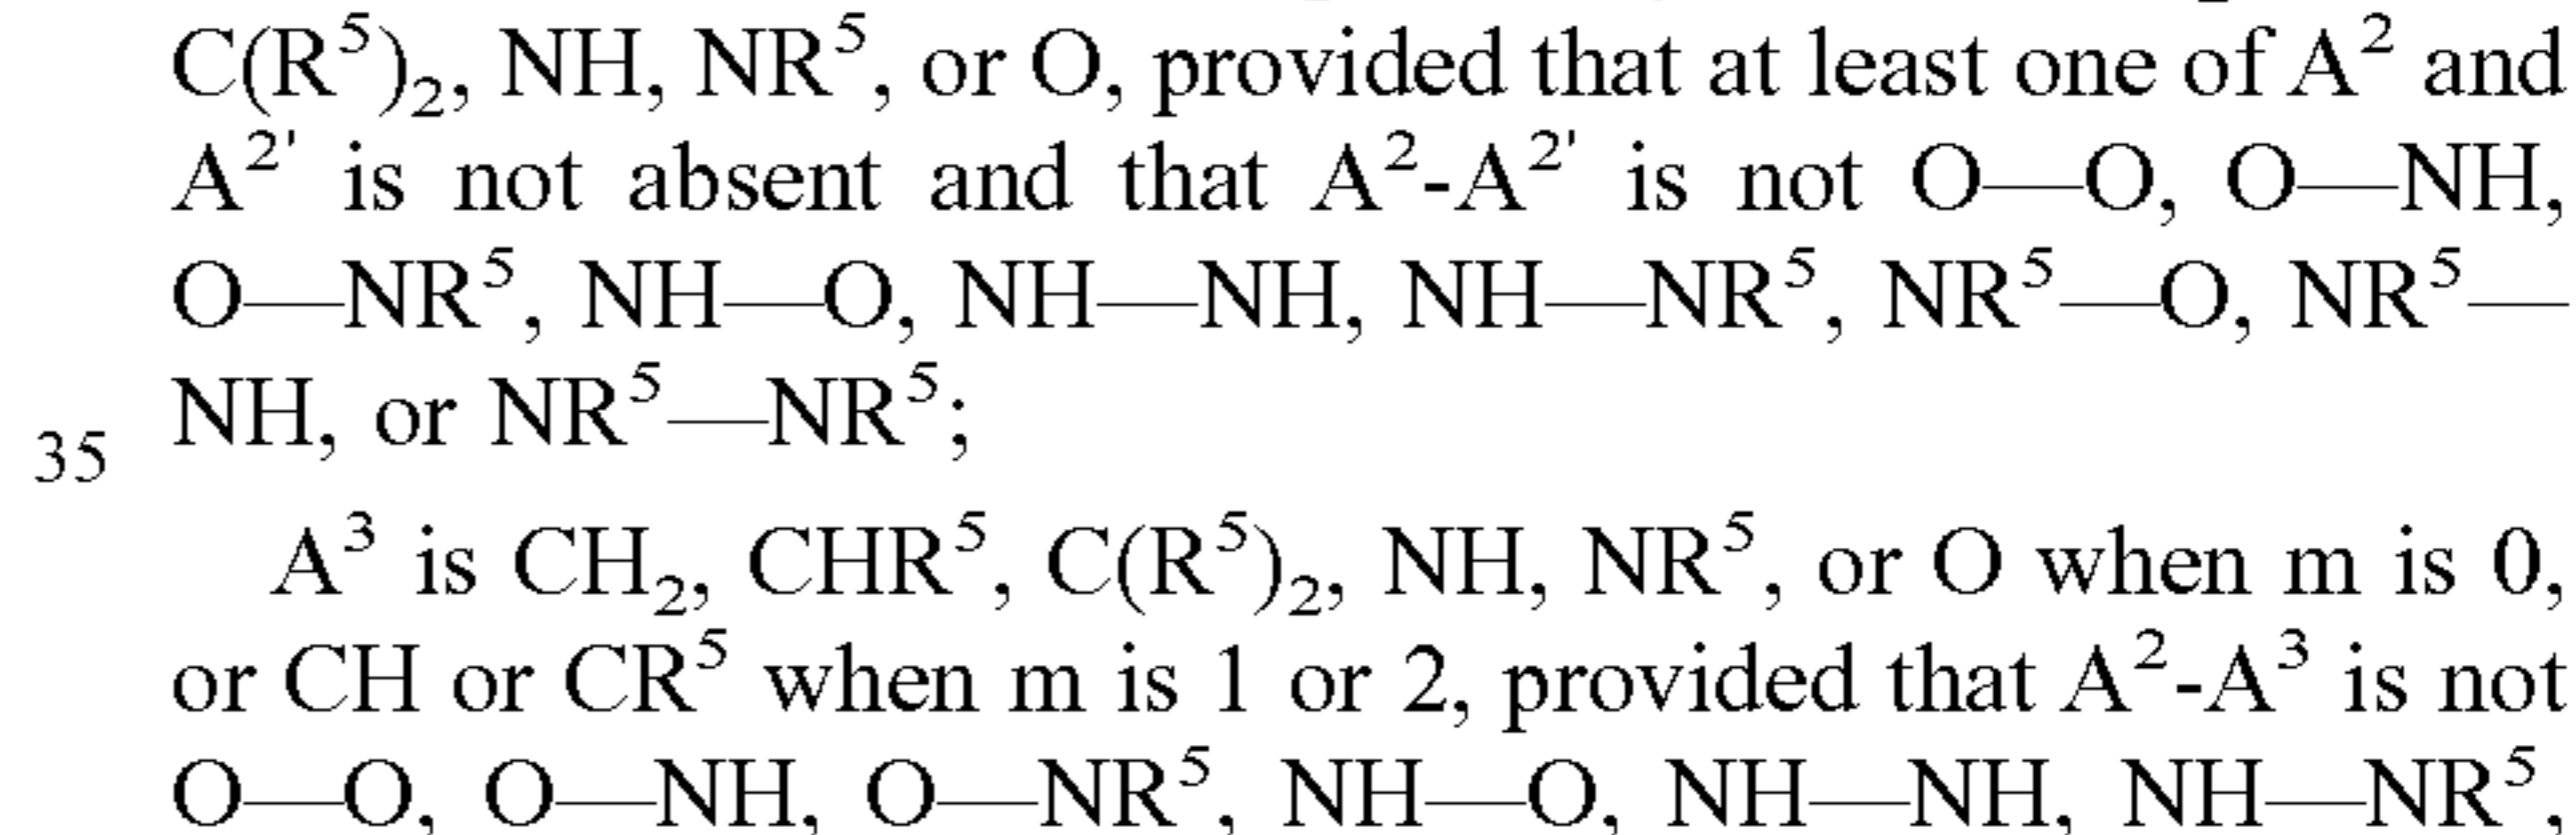 C(R⁵)₂, NH, NR⁵, or O, provided that at least one of A² and
A²' is not absent and that A²-A²' is not O—O, O—NH,
O—NR⁵, NH—O, NH—NH, NH—NR⁵, NR⁵—O, NR⁵—
NH, or NR⁵—NR⁵;
35
A³ is CH₂, CHR⁵, C(R⁵)₂, NH, NR⁵, or O when m is 0,
or CH or CR⁵ when m is 1 or 2, provided that A²-A³ is not
O—O, O—NH, O—NR⁵, NH—O, NH—NH, NH—NR⁵,